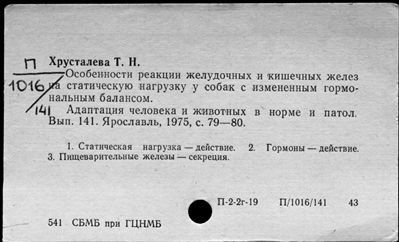 П Хрусталева Т. Н.
Особенности реакции желудочных и кишечных желез
1016 на статическую нагрузку у собак с измененным гормо-
нальным балансом.
141 Адаптация человека и животных в норме и патол.
Вып. 141. Ярославль, 1975, с. 79—80.
1. Статическая нагрузка — действие. 2. Гормоны — действие.
3. Пищеварительные железы — секреция.
П-2-2г-19 П/1016/141 43
541 СБМБ при ГЦНМБ